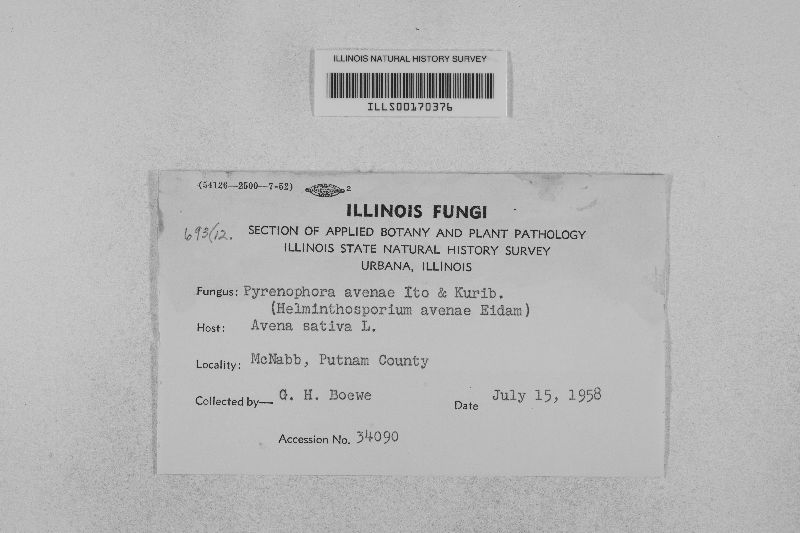 ILLINOIS NATURAL HISTORY SURVEY
ILLS00170376
(54126—2500—7-52) 2
ILLINOIS FUNGI
693/12. SECTION OF APPLIED BOTANY AND PLANT PATHOLOGY
ILLINOIS STATE NATURAL HISTORY SURVEY
URBANA, ILLINOIS
Fungus: Pyrenophora avenae Ito & Kurib.
(Helminthosporium avenae Eidam)
Host: Avena sativa L.
Locality: McNabb, Putnam County
Collected by— G. H. Boewe Date July 15, 1958
Accession No. 34090